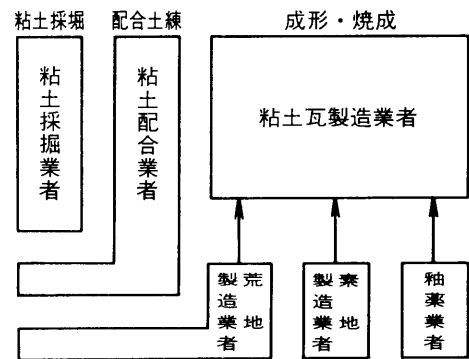 粘土採掘
配合土練
成形・焼成
粘土採掘業者
粘土配合業者
粘土瓦製造業者
荒地
製造業者
素地
製造業者
釉薬業者